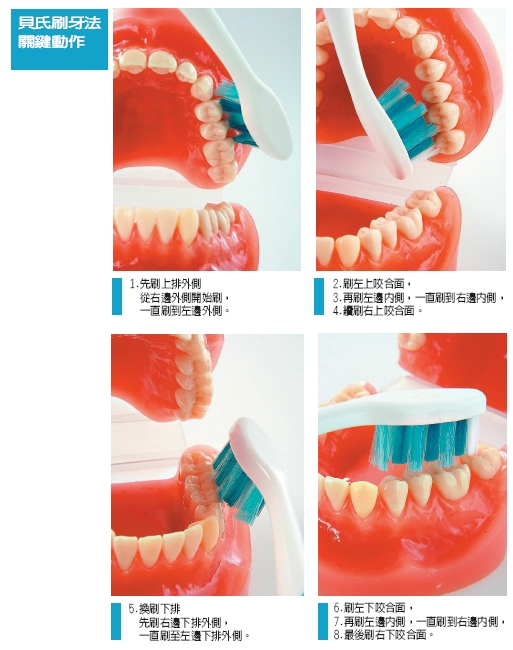 貝氏刷牙法
關鍵動作
1.先刷上排外側
從右邊外側開始刷，
一直刷到左邊外側。
2.刷左上咬合面，
3.再刷左邊內側，一直刷到右邊內側，
4.續刷右上咬合面。
5.換刷下排
先刷右邊下排外側，
一直刷至左邊下排外側。
6.刷左下咬合面，
7.再刷左邊內側，一直刷到右邊內側，
8.最後刷右下咬合面。